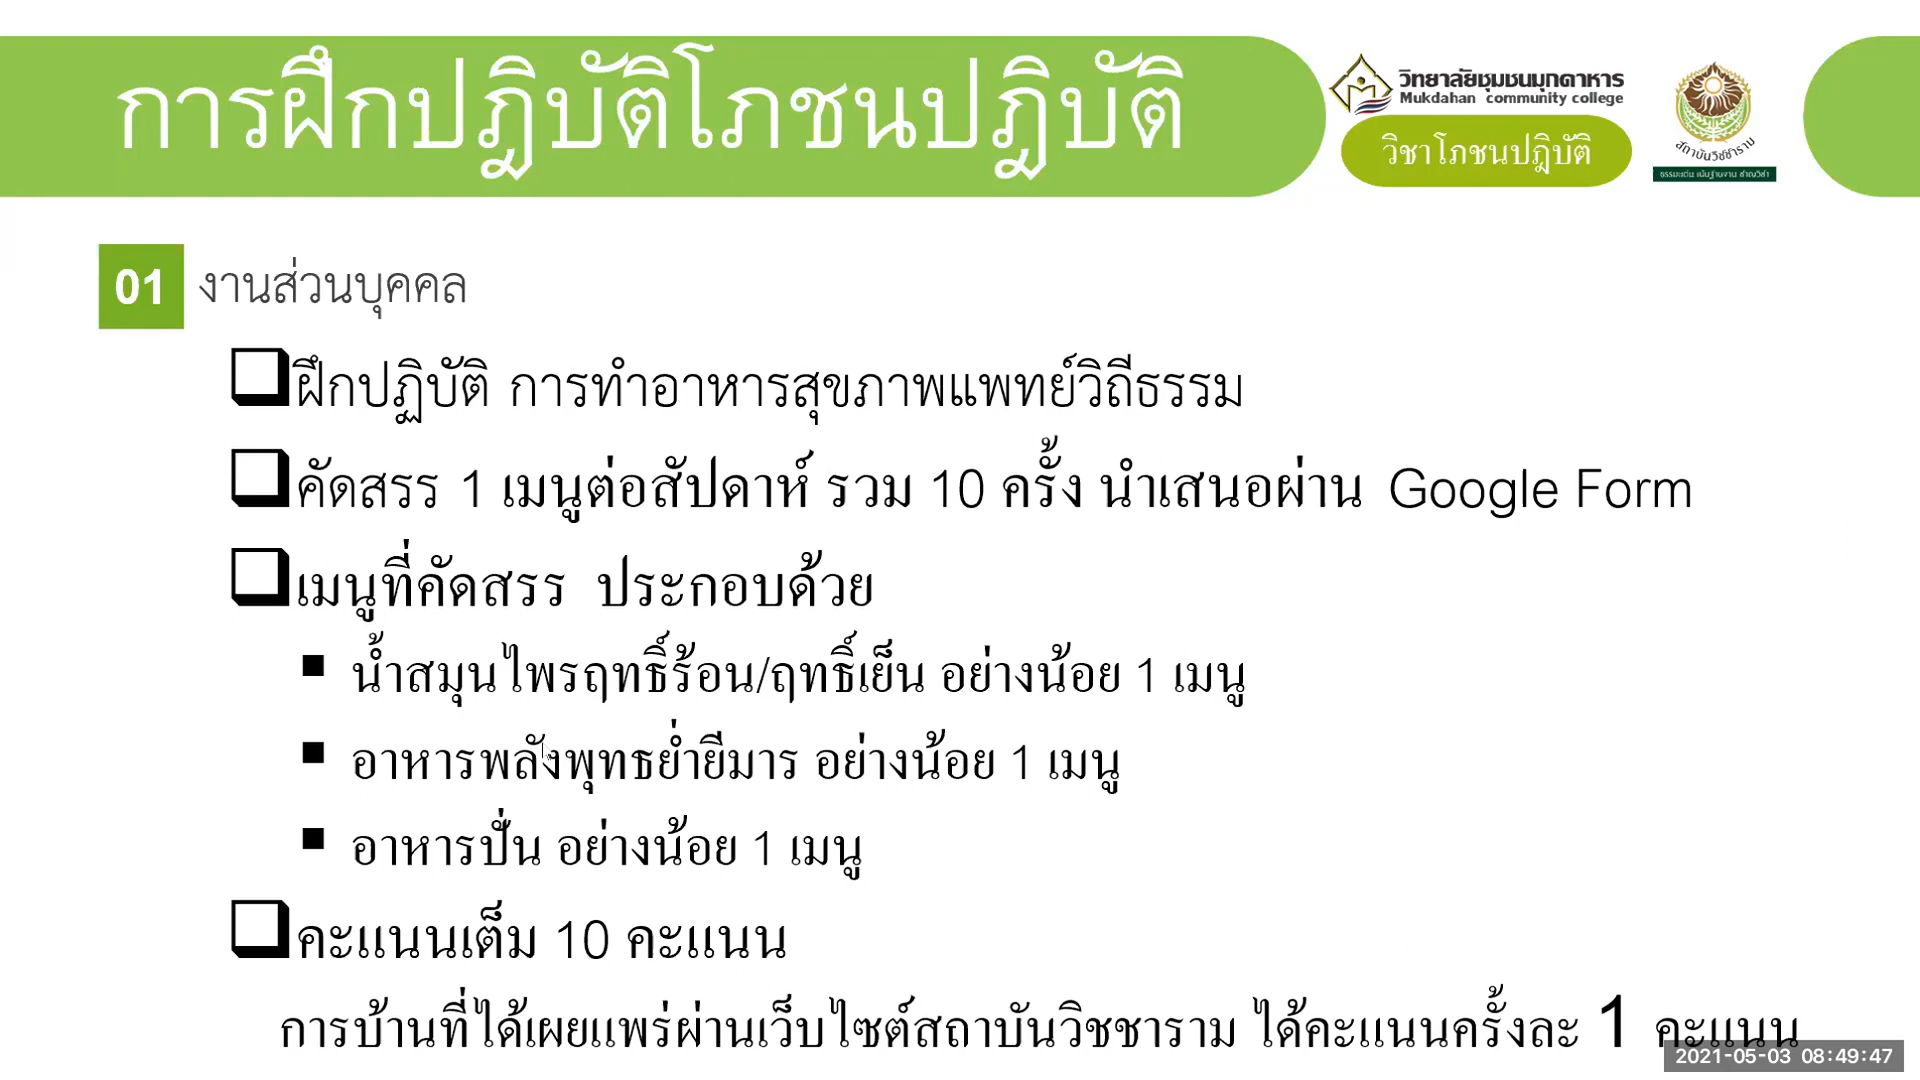 การฝึกปฎิบัติโภชนปฎิบัติ
วิทยาลัยชุมชนมุกดาหาร
Mukdahan community college
วิชาโภชนปฎิบัติ
สถาบันวิชชาราม
01 งานส่วนบุคคล
ฝึกปฏิบัติ การทำอาหารสุขภาพแพทย์วิถีธรรม
คัดสรร 1 เมนูต่อสัปดาห์ รวม 10 ครั้ง นำเสนอผ่าน Google Form
เมนูที่คัดสรร ประกอบด้วย
น้ำสมุนไพรฤทธิ์ร้อน/ฤทธิ์เย็น อย่างน้อย 1 เมนู
อาหารพลังพุทธย่ำยีมาร อย่างน้อย 1 เมนู
อาหารปั่น อย่างน้อย 1 เมนู
คะแนนเต็ม 10 คะแนน
การบ้านที่ได้เผยแพร่ผ่านเว็บไซต์สถาบันวิชชาราม ได้คะแนนครั้งละ 1 คะแนน
2021-05-03 08:49:47